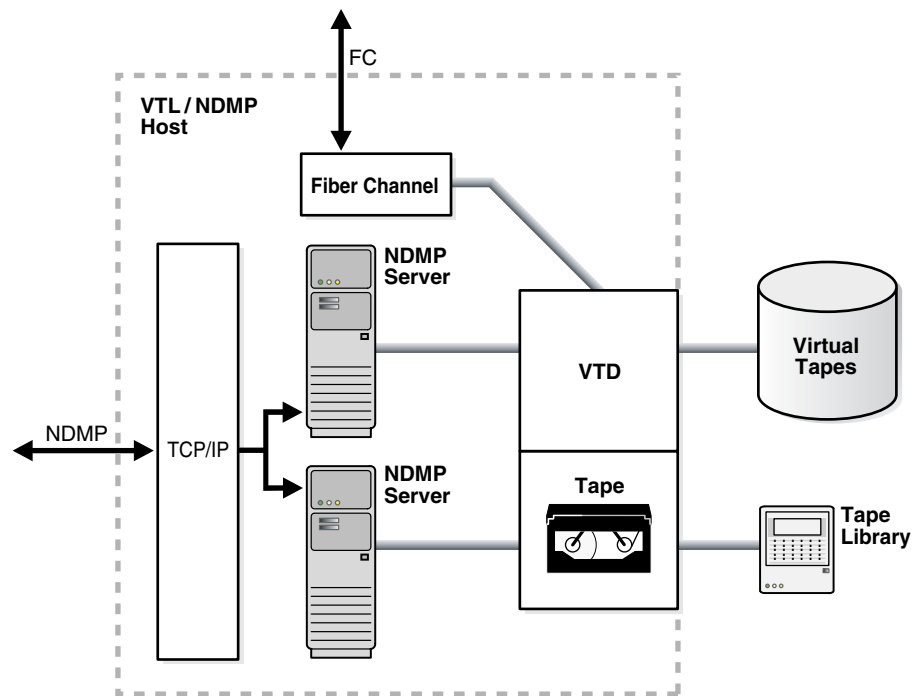 FC
VTL / NDMP
Host
Fiber Channel
NDMP
Server
VTD
Virtual
Tapes
NDMP
TCP/IP
NDMP
Server
Tape
Tape
Library